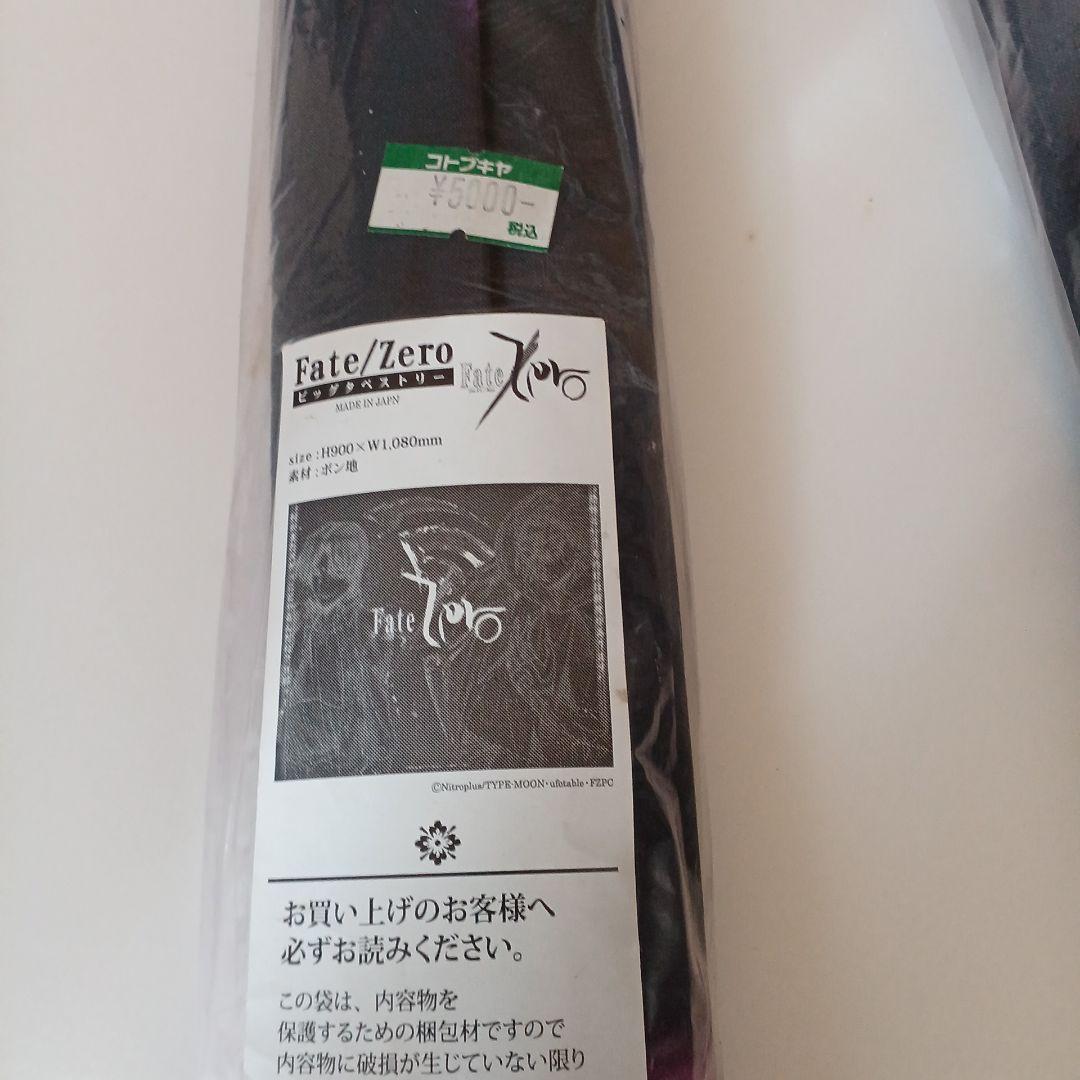 コトブキヤ
¥5000-
税込
Fate/Zero
ビッグタペストリー
MADE IN JAPN
Fate Zero
size : H900×W1,080mm
素材 : ポン地
Fate Zero
©Nitroplus/TYPE-MOON・ufotable・FZPC
お買い上げのお客様へ
必ずお読みください。
この袋は、内容物を
保護するための梱包材ですので
内容物に破損が生じていない限り